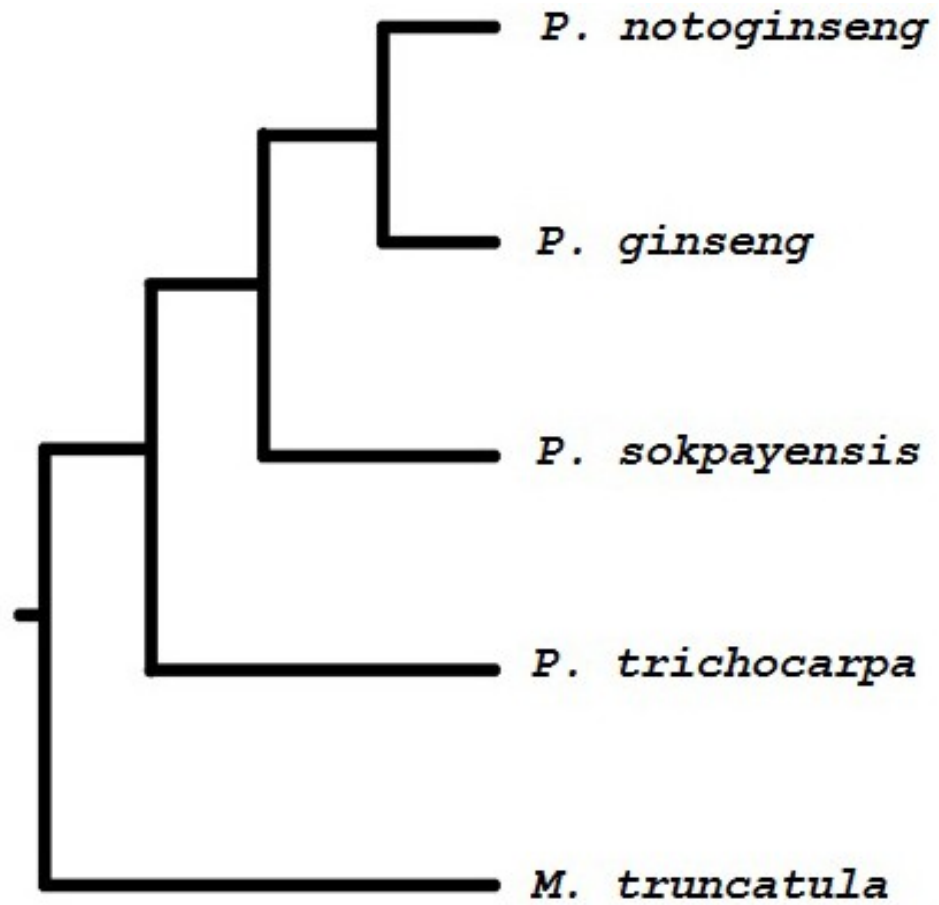 P. notoginseng
P. ginseng
P. sokpayensis
P. trichocarpa
M. truncatula